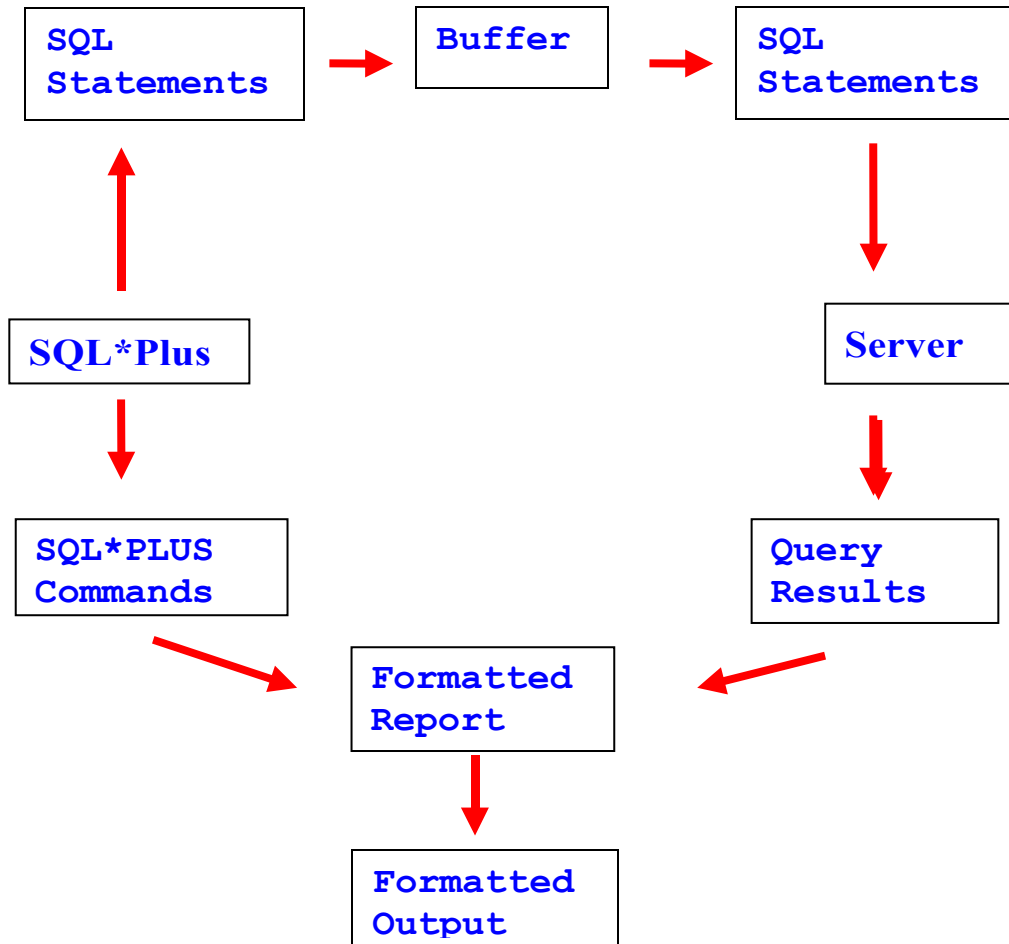 SQL
Statements
Buffer
SQL
Statements
SQL*Plus
Server
SQL*PLUS
Commands
Query
Results
Formatted
Report
Formatted
Output